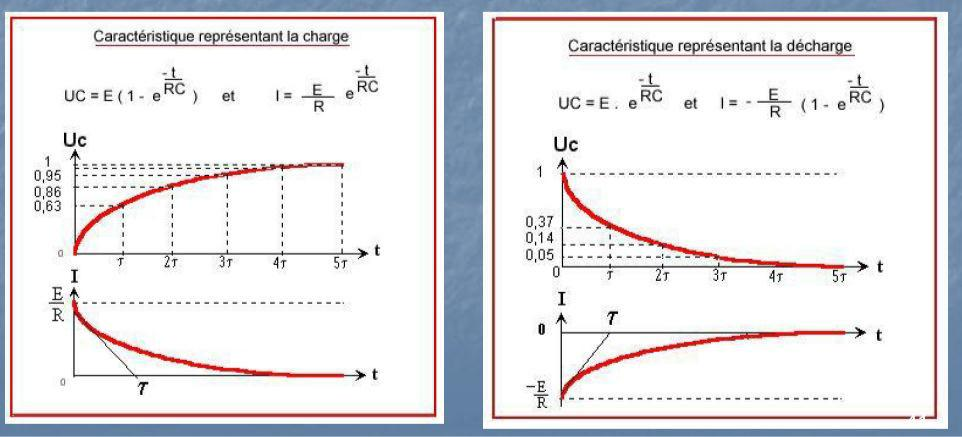 Caractéristique représentant la charge
UC = E ( 1 - e -t/RC ) et I = E/R e -t/RC
Uc
1
0,95
0,86
0,63
0
τ 2τ 3τ 4τ 5τ t
I
E/R
0
τ t
Caractéristique représentant la décharge
UC = E . e -t/RC et I = - E/R ( 1 - e -t/RC )
Uc
1
0,37
0,14
0,05
0 τ 2τ 3τ 4τ 5τ t
I
τ
0 t
-E/R